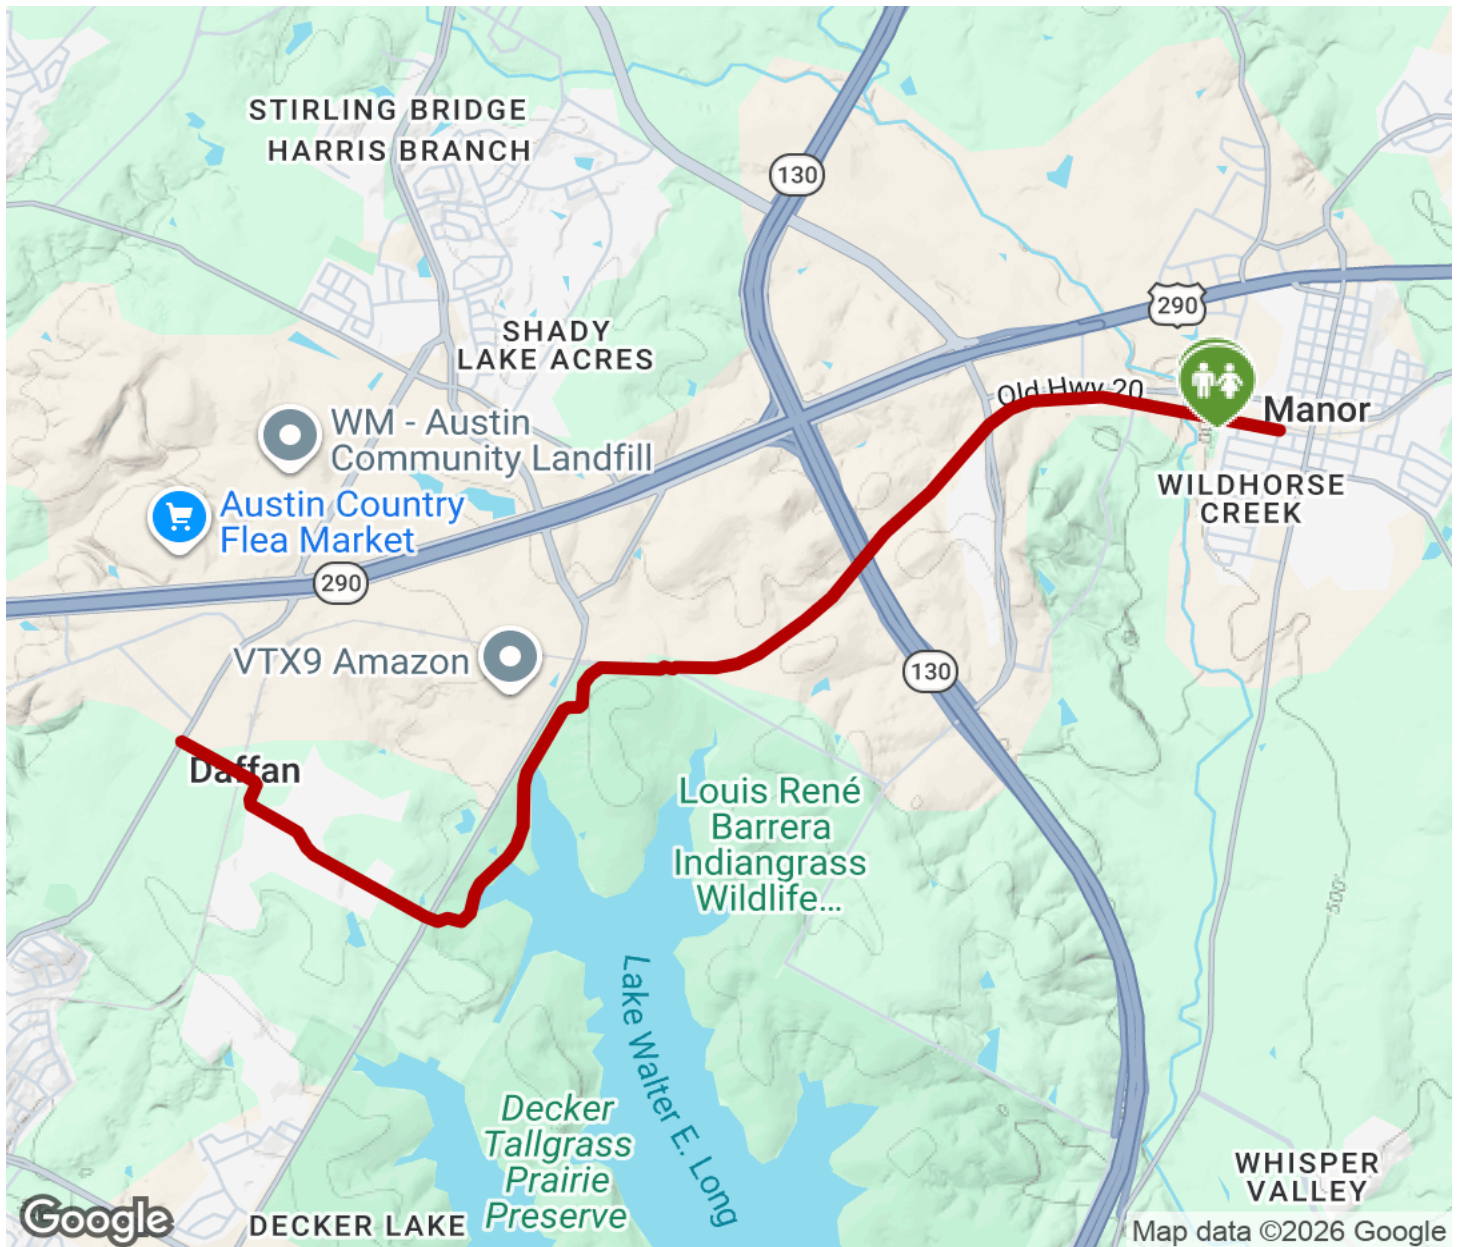 STIRLING BRIDGE
HARRIS BRANCH
130
290
SHADY
LAKE ACRES
Old Hwy 20
Manor
WM - Austin
Community Landfill
WILDHORSE
CREEK
Austin Country
Flea Market
290
VTX9 Amazon
130
Daffan
Louis René
Barrera
Indiangrass
Wildlife...
500'
Lake Walter E. Long
Decker
Tallgrass
Prairie
Preserve
WHISPER
VALLEY
Google
DECKER LAKE
Map data ©2026 Google